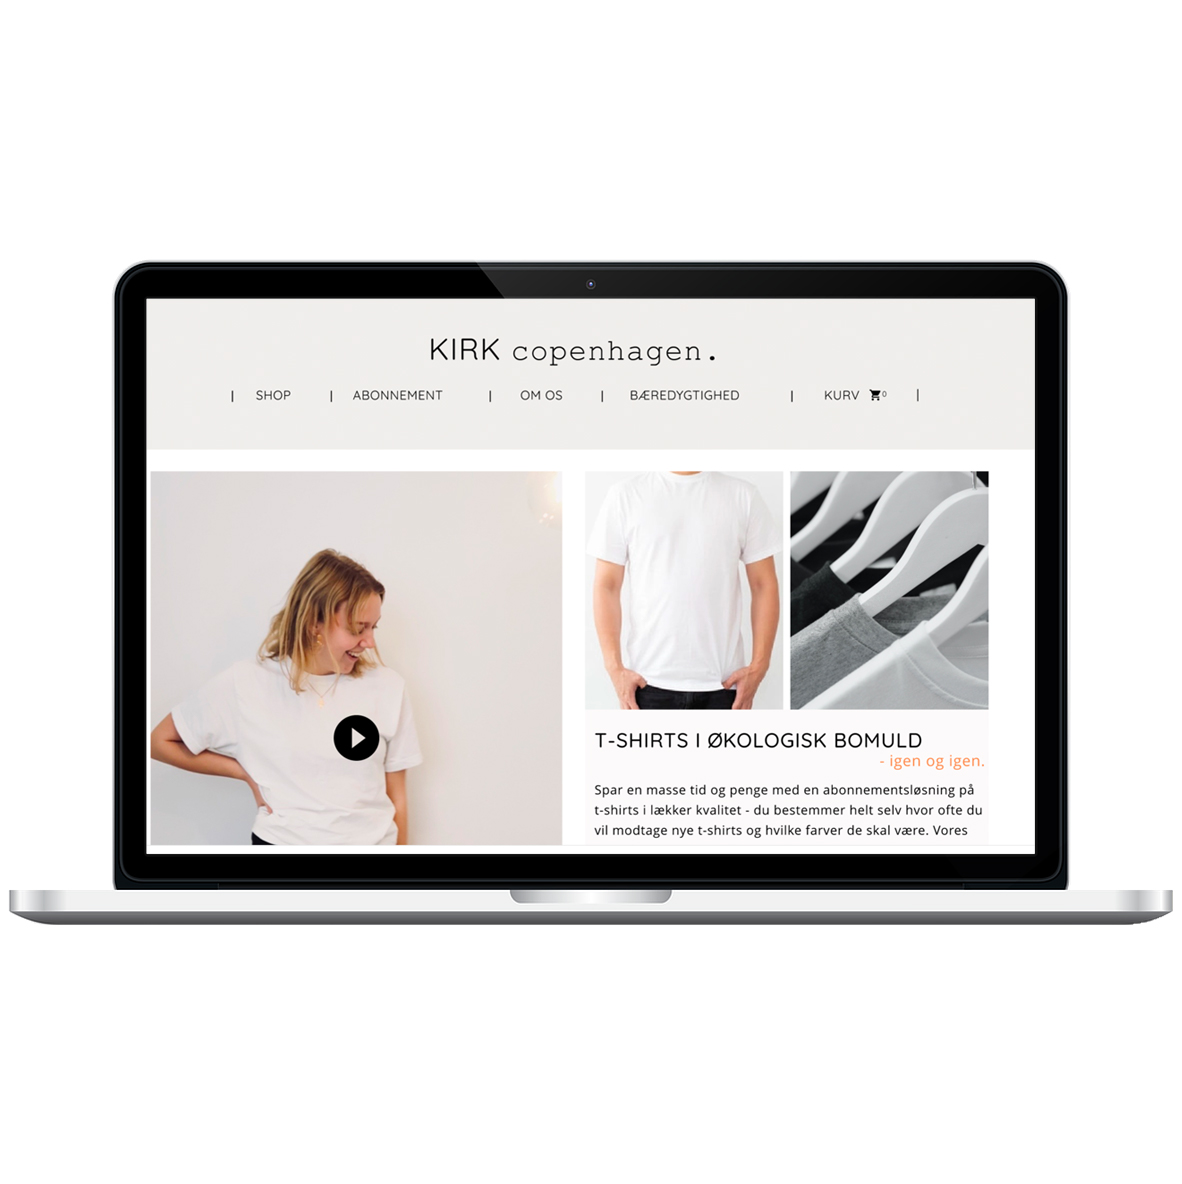 KIRK copenhagen.
| SHOP | ABONNEMENT | OM OS | BÆREDYGTIGHED | KURV 0 |
T-SHIRTS I ØKOLOGISK BOMULD
- igen og igen.
Spar en masse tid og penge med en abonnementsløsning på
t-shirts i lækker kvalitet - du bestemmer helt selv hvor ofte du
vil modtage nye t-shirts og hvilke farver de skal være. Vores